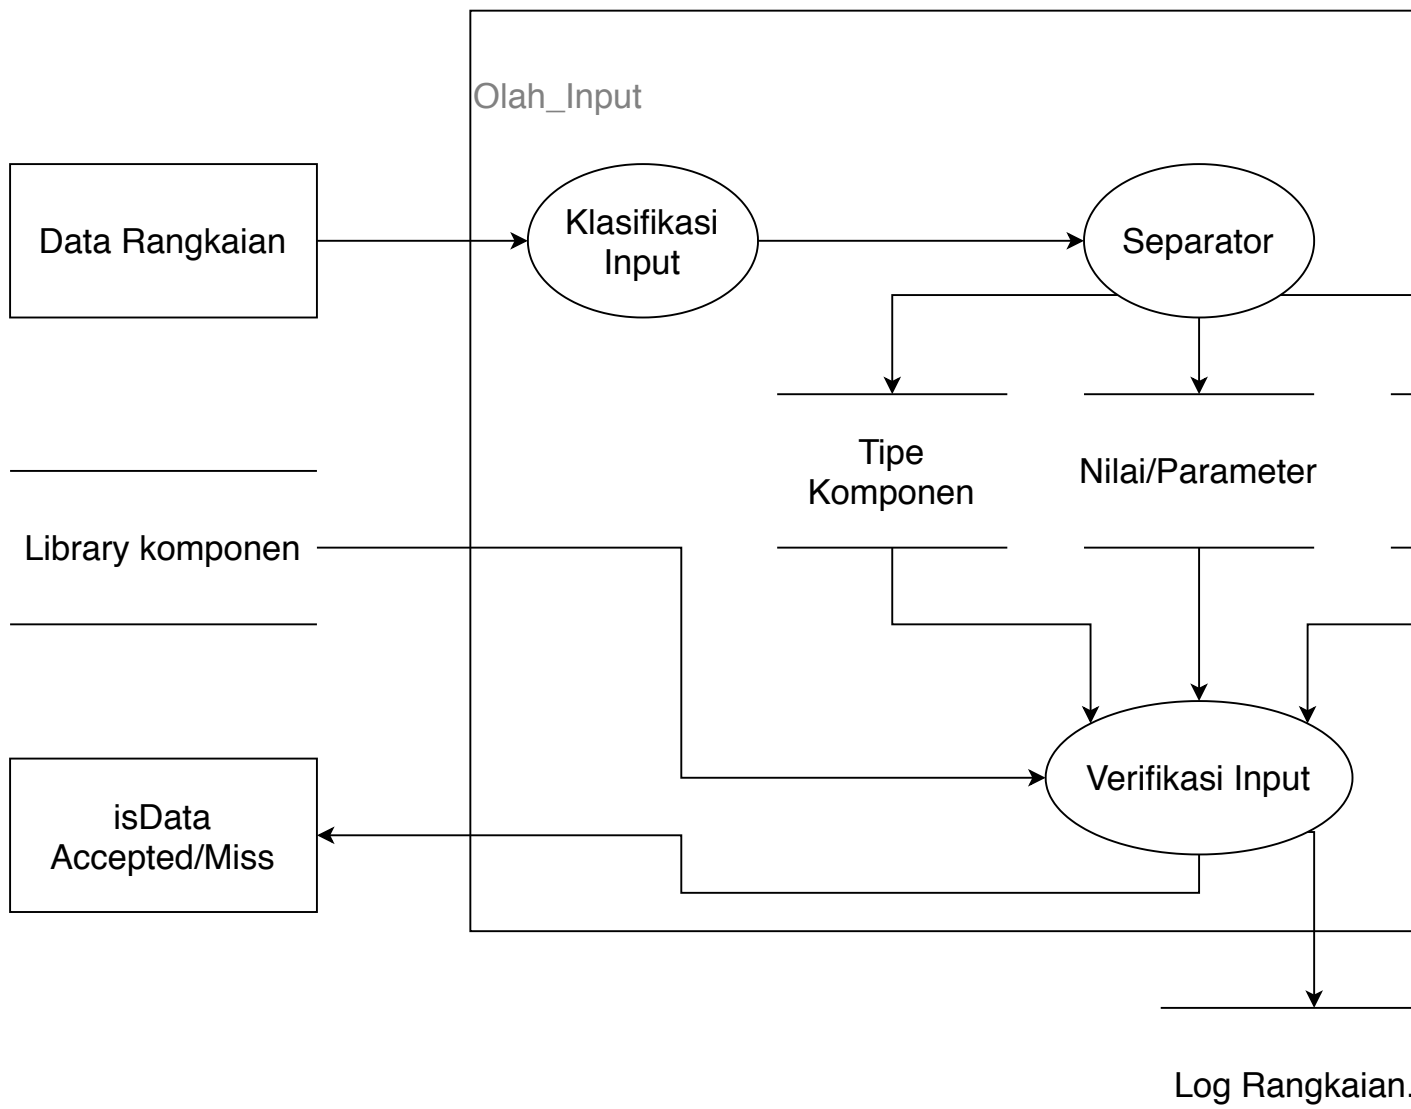 Olah_Input
Data Rangkaian
Klasifikasi
Input
Separator
Tipe
Komponen
Nilai/Parameter
Library komponen
Verifikasi Input
isData
Accepted/Miss
Log Rangkaian.